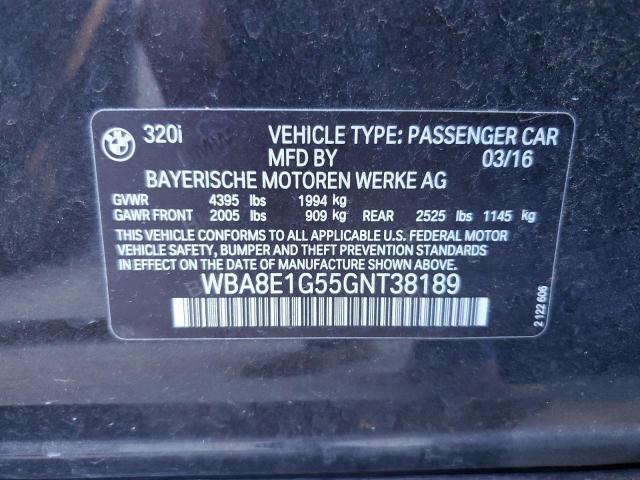 BMW
320i VEHICLE TYPE: PASSENGER CAR
MFD BY 03/16
BAYERISCHE MOTOREN WERKE AG
GVWR 4395 lbs 1994 kg
GAWR FRONT 2005 lbs 909 kg REAR 2525 lbs 1145 kg
THIS VEHICLE CONFORMS TO ALL APPLICABLE U.S. FEDERAL MOTOR
VEHICLE SAFETY, BUMPER AND THEFT PREVENTION STANDARDS
IN EFFECT ON THE DATE OF MANUFACTURE SHOWN ABOVE.
WBA8E1G55GNT38189
2 122 606